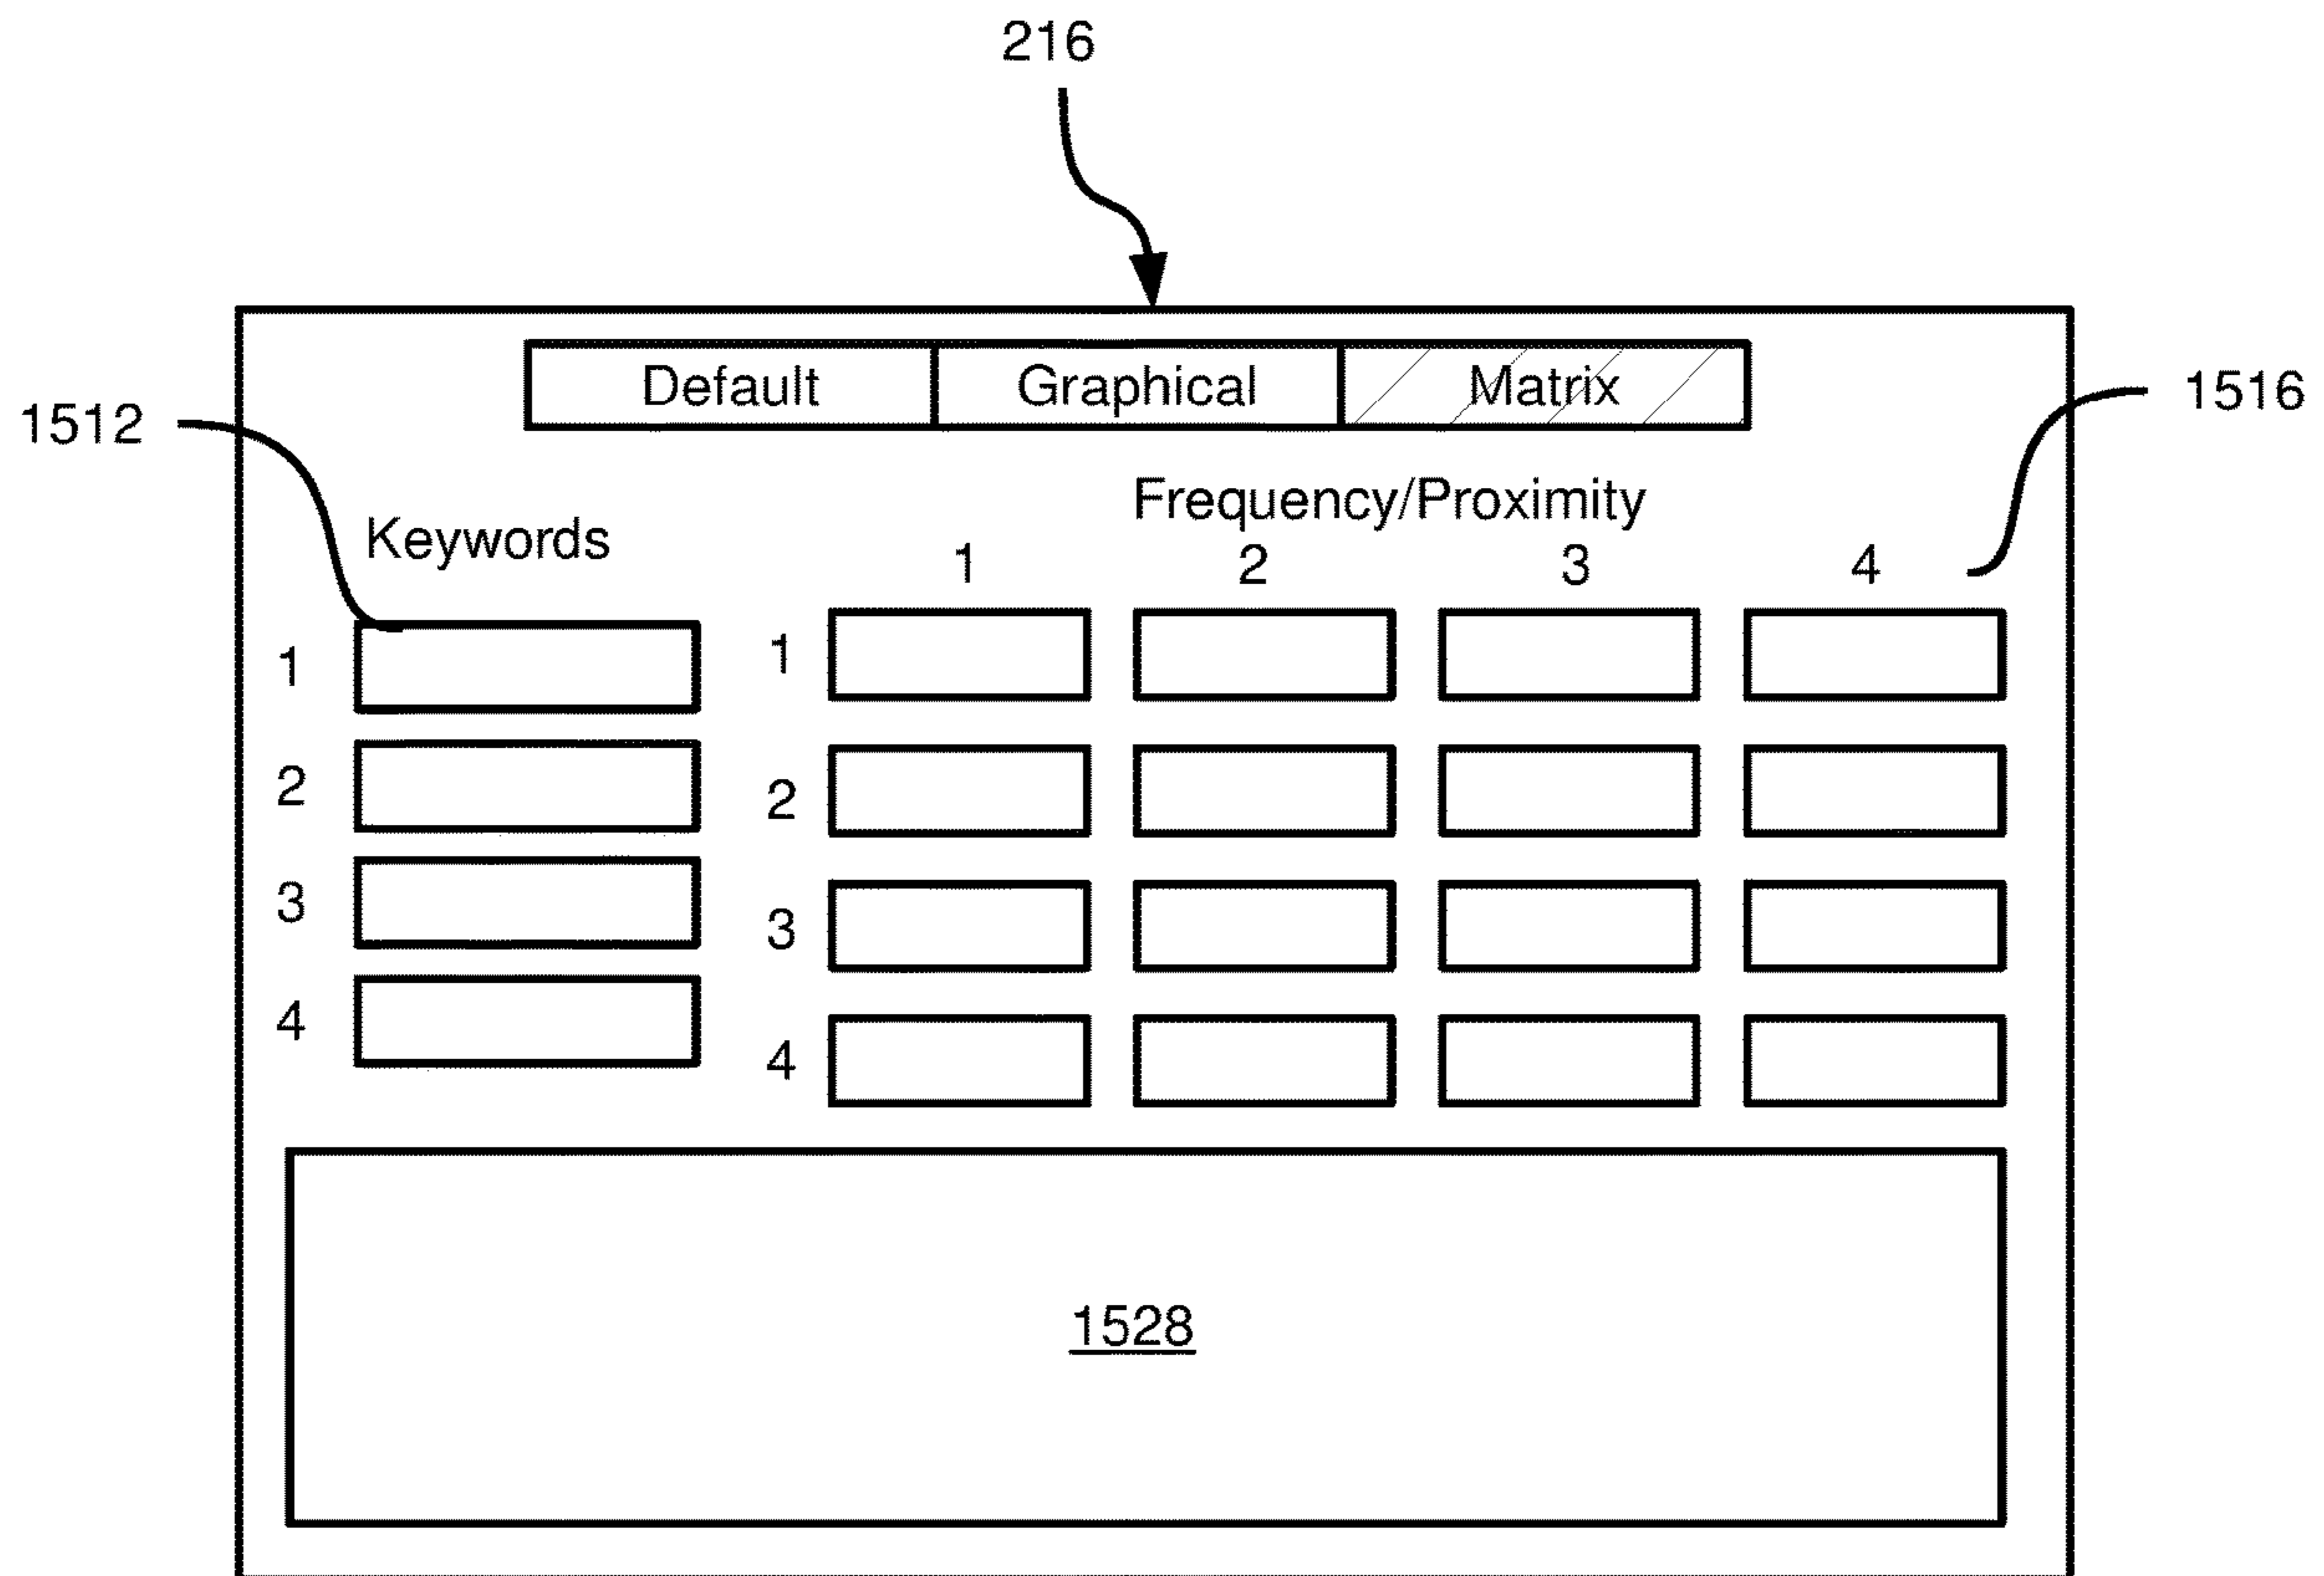 216
Default Graphical Matrix
1512
1516
Frequency/Proximity
Keywords
1 2 3 4
1 1
2 2
3 3
4 4
1528